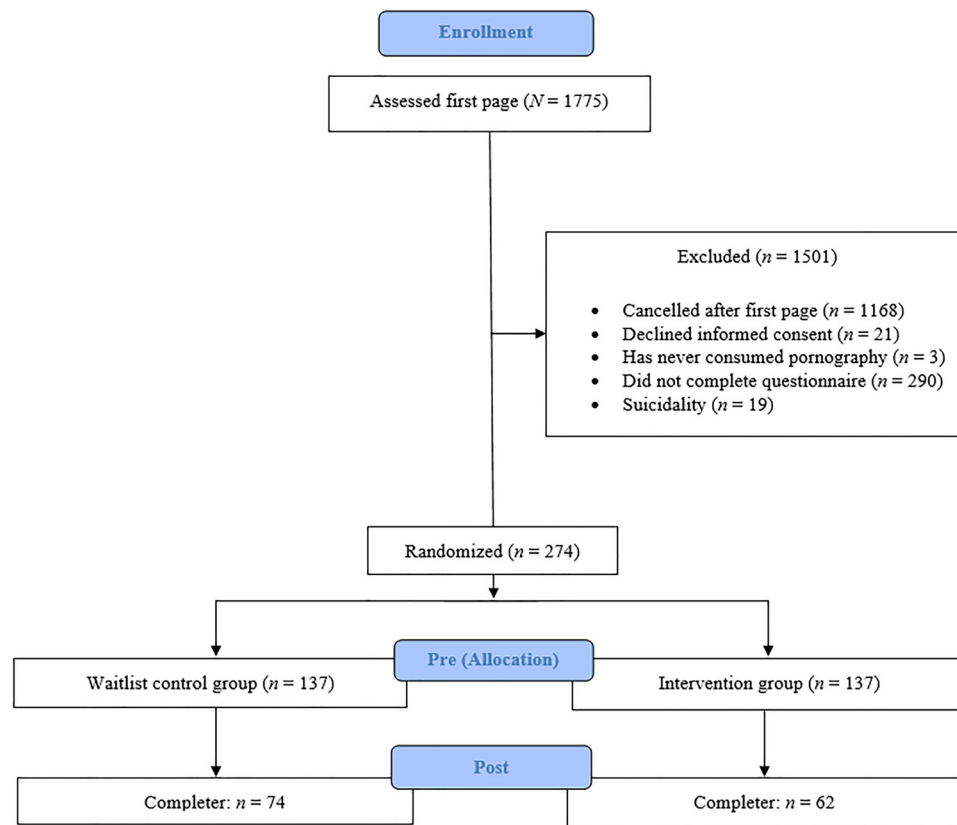 Enrollment
Assessed first page (N = 1775)
Excluded (n = 1501)
• Cancelled after first page (n = 1168)
• Declined informed consent (n = 21)
• Has never consumed pornography (n = 3)
• Did not complete questionnaire (n = 290)
• Suicidality (n = 19)
Randomized (n = 274)
Pre (Allocation)
Waitlist control group (n = 137)
Intervention group (n = 137)
Post
Completer: n = 74
Completer: n = 62